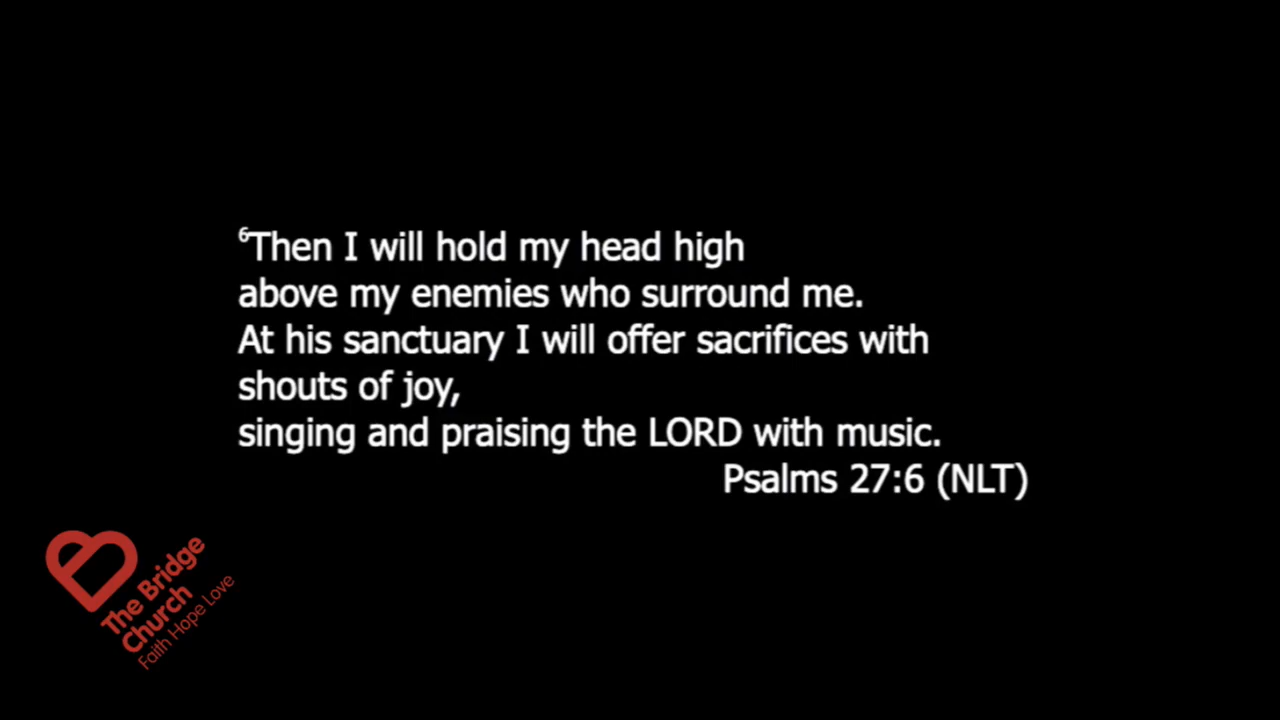 ⁶Then I will hold my head high
above my enemies who surround me.
At his sanctuary I will offer sacrifices with
shouts of joy,
singing and praising the LORD with music.
Psalms 27:6 (NLT)
The Bridge
Church
Faith Hope Love